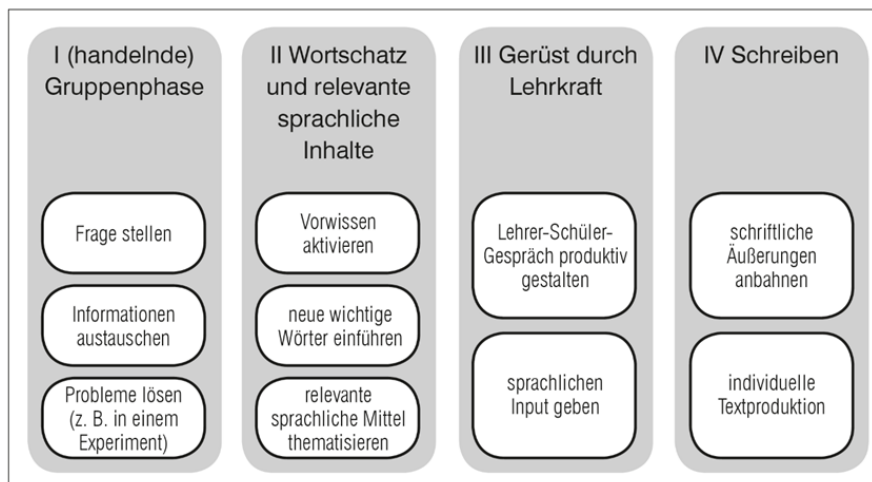 I (handelnde)
Gruppenphase
Frage stellen
Informationen
austauschen
Probleme lösen
(z. B. in einem
Experiment)
II Wortschatz
und relevante
sprachliche
Inhalte
Vorwissen
aktivieren
neue wichtige
Wörter einführen
relevante
sprachliche Mittel
thematisieren
III Gerüst durch
Lehrkraft
Lehrer-Schüler-
Gespräch produktiv
gestalten
sprachlichen
Input geben
IV Schreiben
schriftliche
Äußerungen
anbahnen
individuelle
Textproduktion